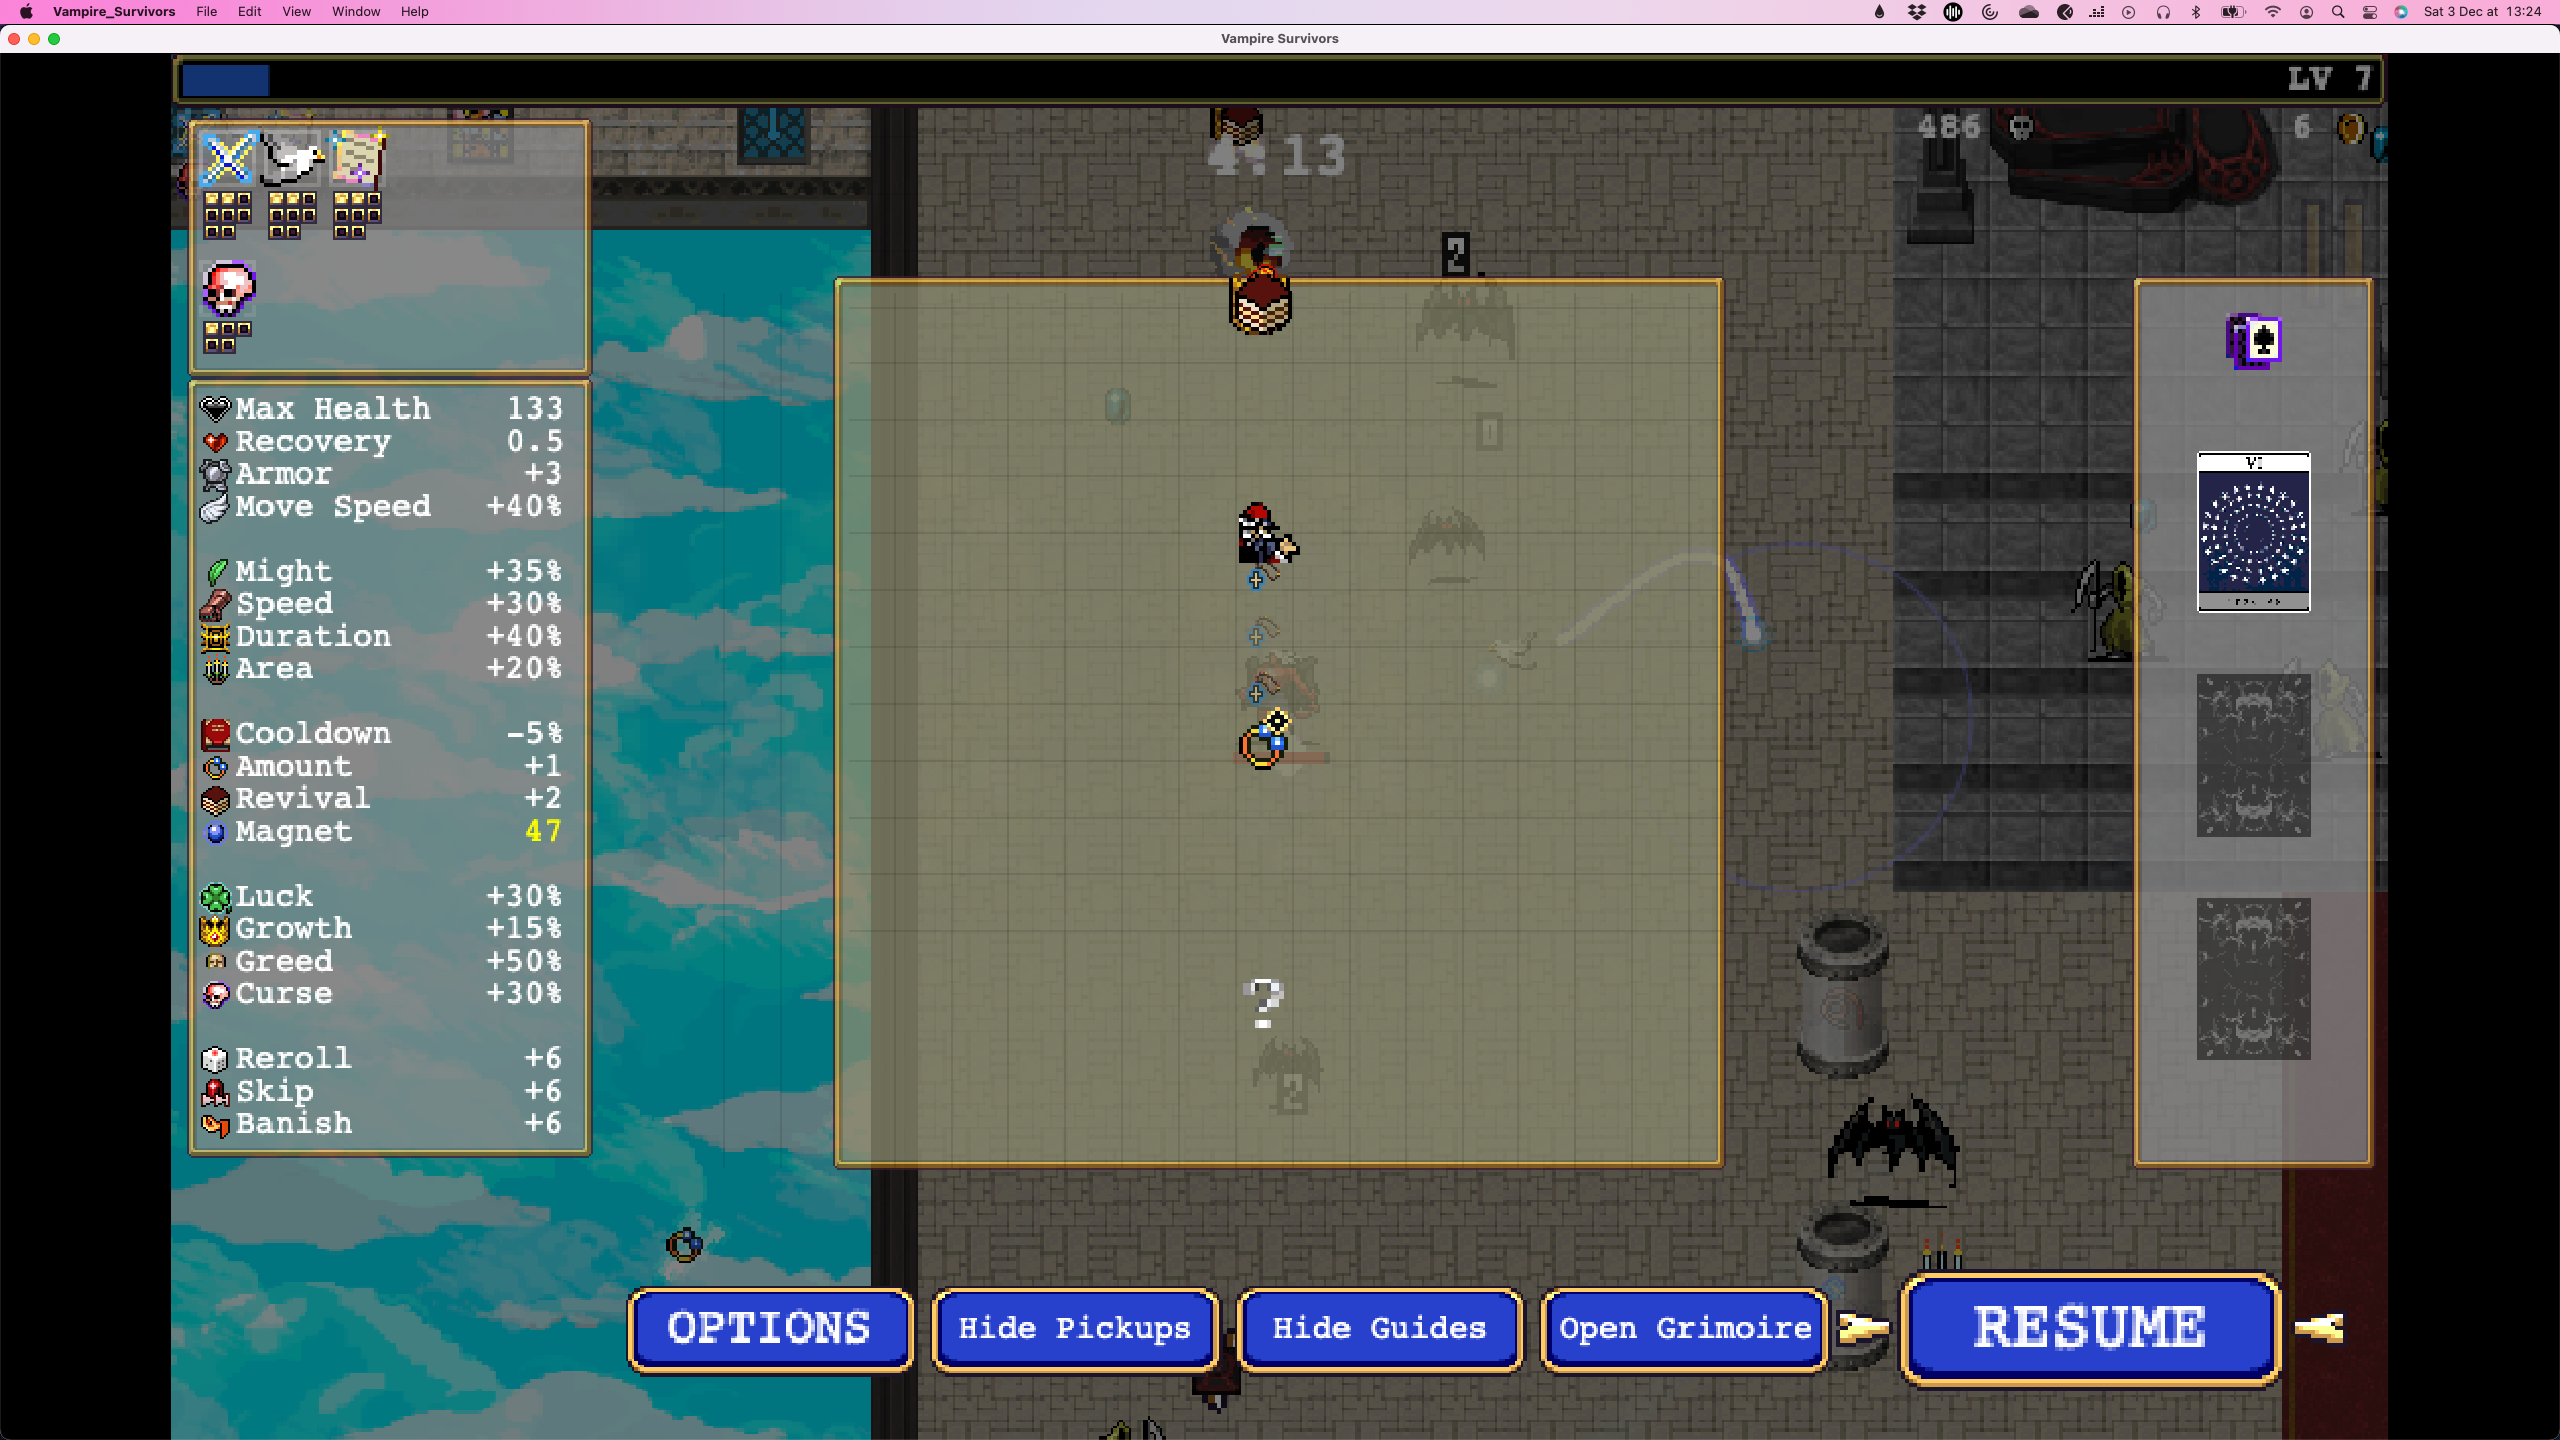 Vampire_Survivors File Edit View Window Help Sat 3 Dec at 13:24
Vampire Survivors
LV 7
486 6
13
2
Max Health 133
Recovery 0.5
Armor +3
Move Speed +40%
Might +35%
Speed +30%
Duration +40%
Area +20%
Cooldown -5%
Amount +1
Revival +2
Magnet 47
Luck +30%
Growth +15%
Greed +50%
Curse +30%
Reroll +6
Skip +6
Banish +6
VI
?
2
OPTIONS Hide Pickups Hide Guides Open Grimoire RESUME